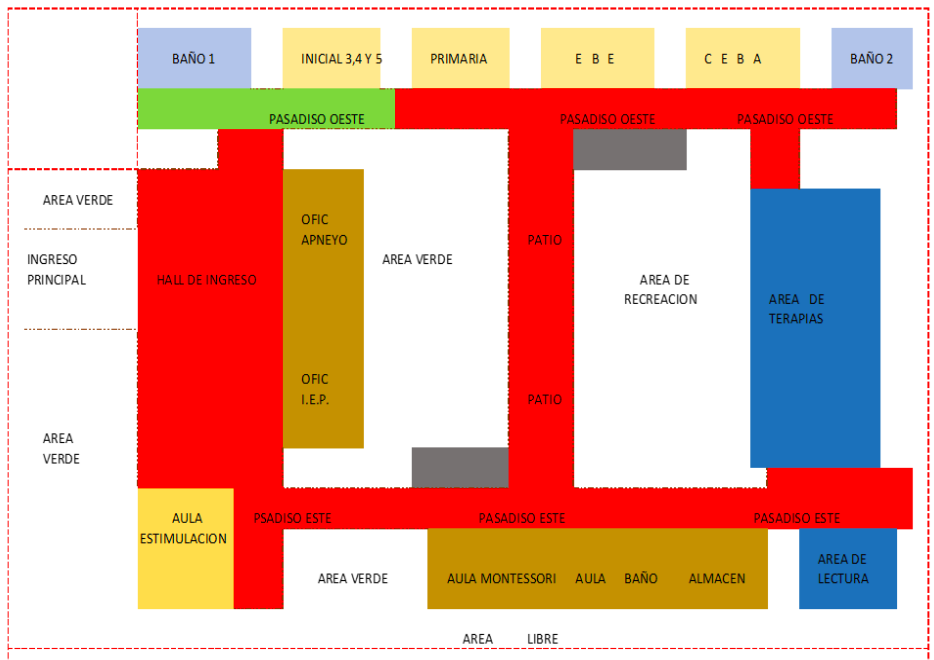 BAÑO 1
INICIAL 3,4 Y 5
PRIMARIA
E B E
C E B A
BAÑO 2
PASADISO OESTE
PASADISO OESTE
PASADISO OESTE
AREA VERDE
INGRESO
PRINCIPAL
HALL DE INGRESO
OFIC
APNEYO
AREA VERDE
PATIO
AREA DE
RECREACION
AREA DE
TERAPIAS
OFIC
I.E.P.
PATIO
AREA
VERDE
AULA
ESTIMULACION
PSADISO ESTE
PASADISO ESTE
PASADISO ESTE
AREA VERDE
AULA MONTESSORI AULA BAÑO ALMACEN
AREA DE
LECTURA
AREA LIBRE